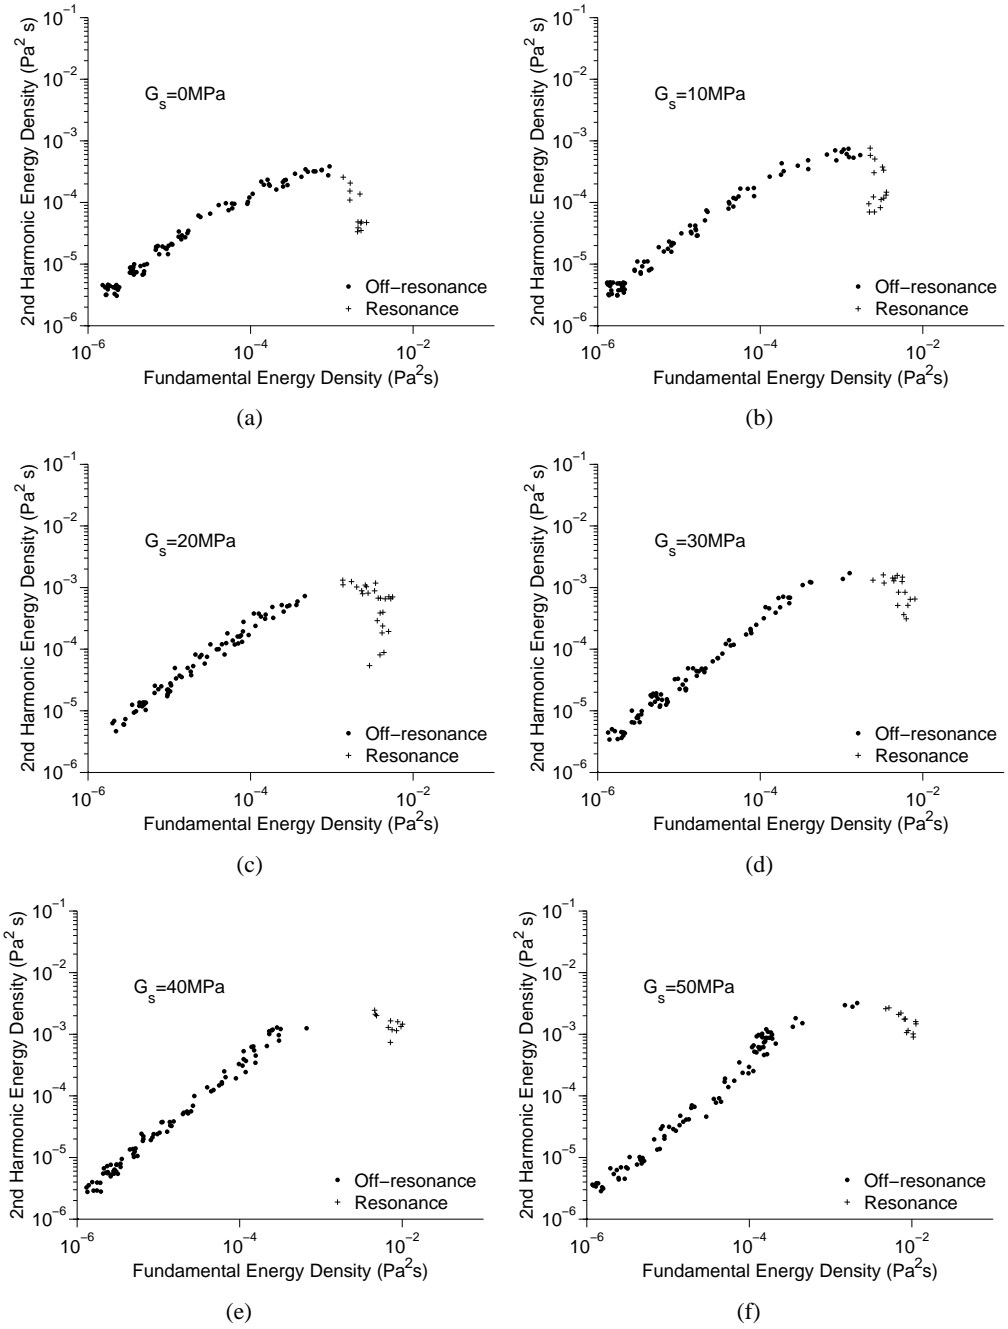 10^-1
10^-2
10^-3
10^-4
10^-5
10^-6
2nd Harmonic Energy Density (Pa^2 s)
G_s=0MPa
Off−resonance
Resonance
10^-6 10^-4 10^-2
Fundamental Energy Density (Pa^2s)
(a)
10^-1
10^-2
10^-3
10^-4
10^-5
10^-6
2nd Harmonic Energy Density (Pa^2 s)
G_s=10MPa
Off−resonance
Resonance
10^-6 10^-4 10^-2
Fundamental Energy Density (Pa^2s)
(b)
10^-1
10^-2
10^-3
10^-4
10^-5
10^-6
2nd Harmonic Energy Density (Pa^2 s)
G_s=20MPa
Off−resonance
Resonance
10^-6 10^-4 10^-2
Fundamental Energy Density (Pa^2s)
(c)
10^-1
10^-2
10^-3
10^-4
10^-5
10^-6
2nd Harmonic Energy Density (Pa^2 s)
G_s=30MPa
Off−resonance
Resonance
10^-6 10^-4 10^-2
Fundamental Energy Density (Pa^2s)
(d)
10^-1
10^-2
10^-3
10^-4
10^-5
10^-6
2nd Harmonic Energy Density (Pa^2 s)
G_s=40MPa
Off−resonance
Resonance
10^-6 10^-4 10^-2
Fundamental Energy Density (Pa^2s)
(e)
10^-1
10^-2
10^-3
10^-4
10^-5
10^-6
2nd Harmonic Energy Density (Pa^2 s)
G_s=50MPa
Off−resonance
Resonance
10^-6 10^-4 10^-2
Fundamental Energy Density (Pa^2s)
(f)